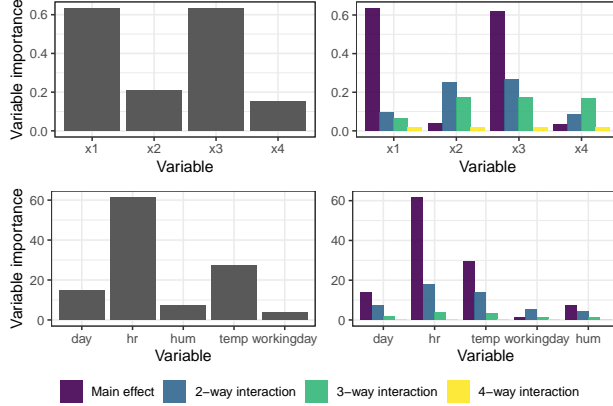 Variable importance
0.6
0.4
0.2
0.0
x1 x2 x3 x4
Variable
0.6
0.4
0.2
0.0
x1 x2 x3 x4
Variable
Variable importance
60
40
20
0
day hr hum temp workingday
Variable
60
40
20
0
day hr temp workingday hum
Variable
Main effect 2−way interaction 3−way interaction 4−way interaction